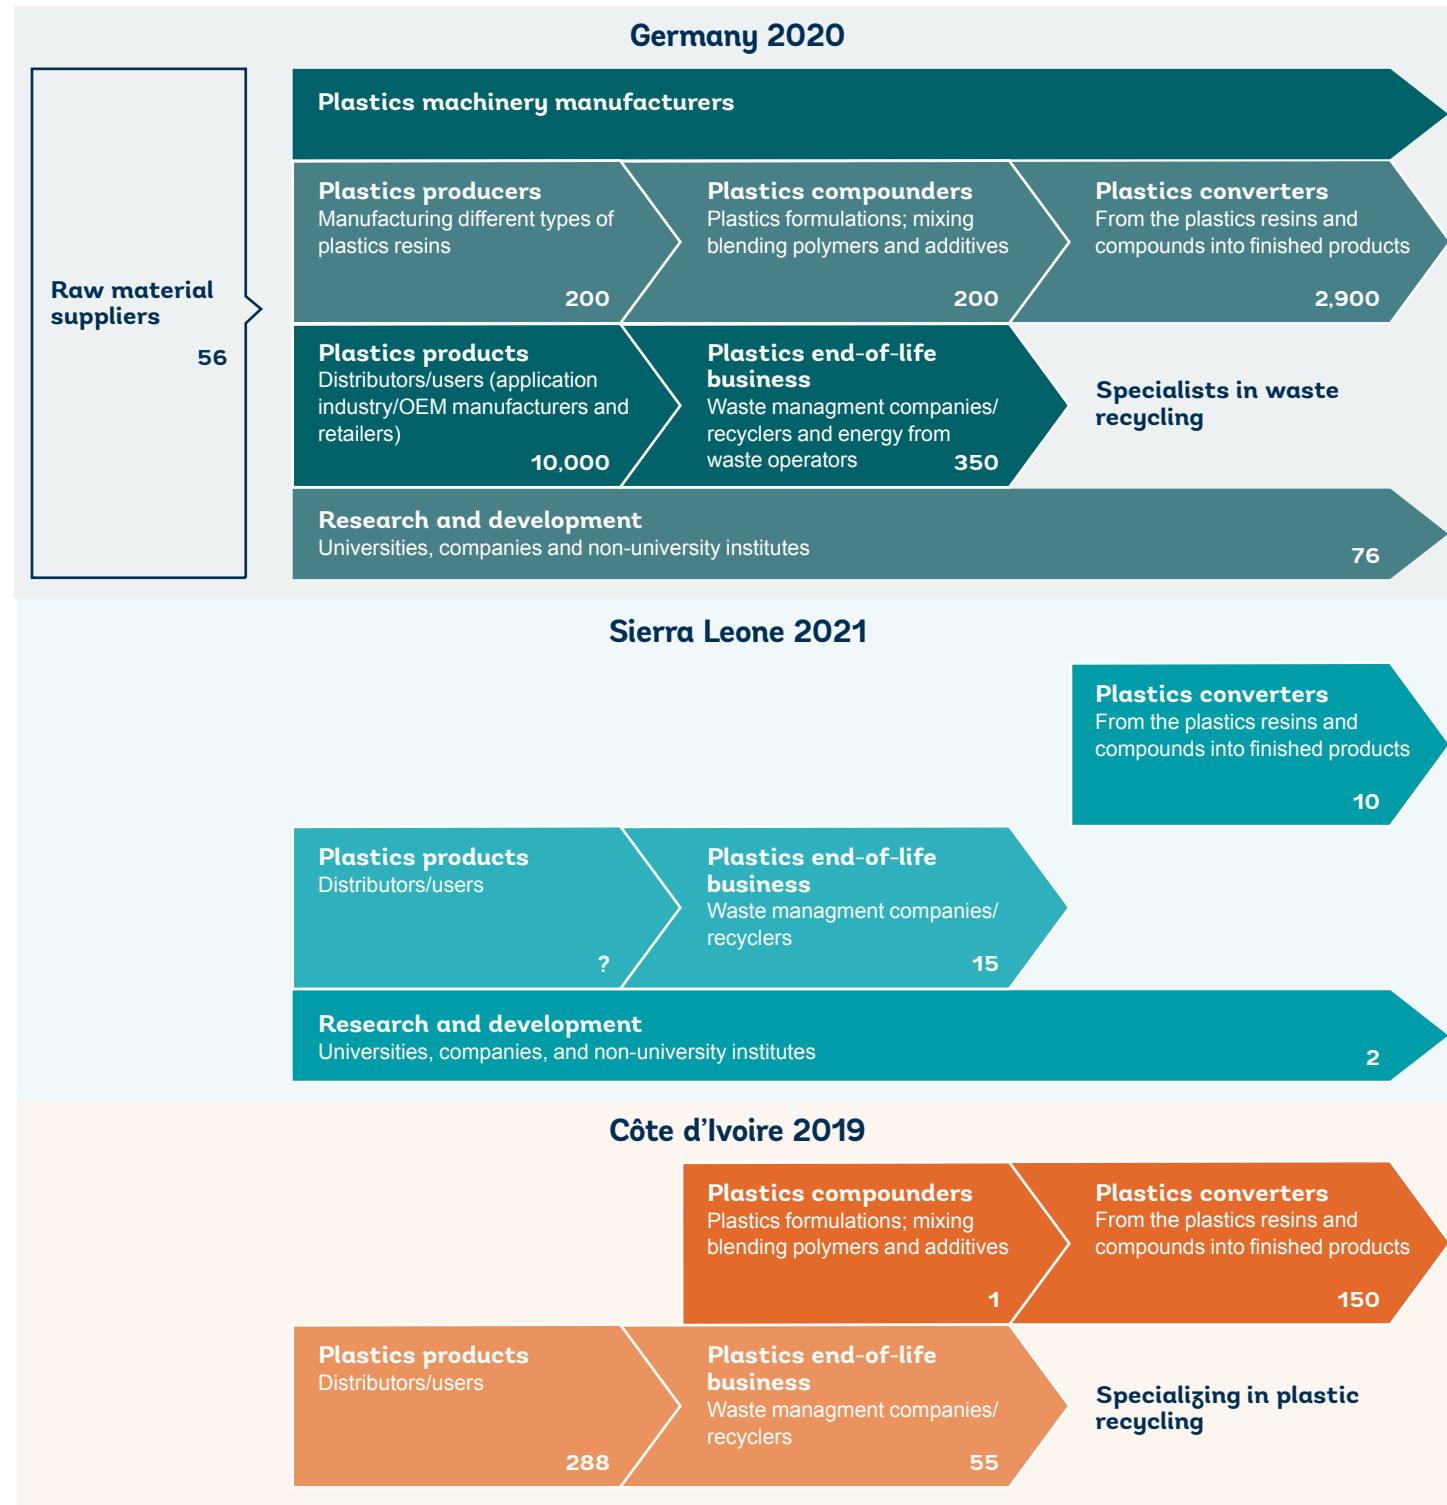 Germany 2020
Raw material
suppliers
56
Plastics machinery manufacturers
Plastics producers
Manufacturing different types of
plastics resins
200
Plastics compounders
Plastics formulations; mixing
blending polymers and additives
200
Plastics converters
From the plastics resins and
compounds into finished products
2,900
Plastics products
Distributors/users (application
industry/OEM manufacturers and
retailers)
10,000
Plastics end-of-life
business
Waste managment companies/
recyclers and energy from
waste operators
350
Specialists in waste
recycling
Research and development
Universities, companies and non-university institutes
76
Sierra Leone 2021
Plastics converters
From the plastics resins and
compounds into finished products
10
Plastics products
Distributors/users
?
Plastics end-of-life
business
Waste managment companies/
recyclers
15
Research and development
Universities, companies, and non-university institutes
2
Côte d’Ivoire 2019
Plastics compounders
Plastics formulations; mixing
blending polymers and additives
1
Plastics converters
From the plastics resins and
compounds into finished products
150
Plastics products
Distributors/users
288
Plastics end-of-life
business
Waste managment companies/
recyclers
55
Specializing in plastic
recycling